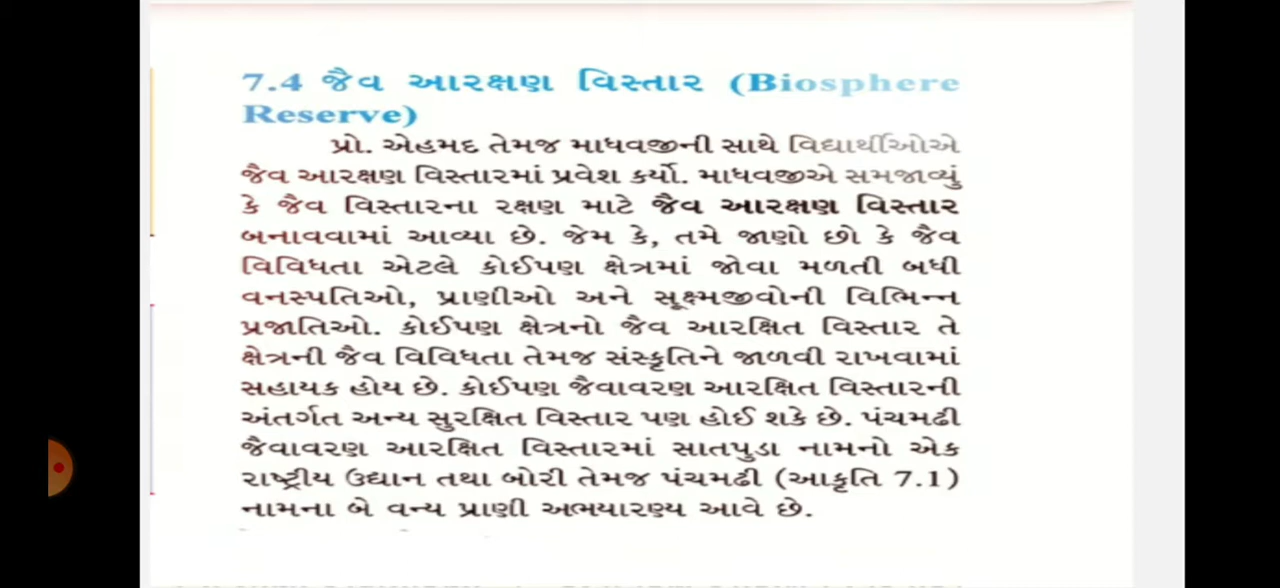 7.4 જૈવ આરક્ષણ વિસ્તાર (Biosphere
Reserve)
પ્રો. એહમદ તેમજ માધવજીની સાથે વિદ્યાર્થીઓએ
જૈવ આરક્ષણ વિસ્તારમાં પ્રવેશ કર્યો. માધવજીએ સમજાવ્યું
કે જૈવ વિસ્તારના રક્ષણ માટે જૈવ આરક્ષણ વિસ્તાર
બનાવવામાં આવ્યા છે. જેમ કે, તમે જાણો છો કે જૈવ
વિવિધતા એટલે કોઈપણ ક્ષેત્રમાં જોવા મળતી બધી
વનસ્પતિઓ, પ્રાણીઓ અને સૂક્ષ્મજીવોની વિભિન્ન
પ્રજાતિઓ. કોઈપણ ક્ષેત્રનો જૈવ આરક્ષિત વિસ્તાર તે
ક્ષેત્રની જૈવ વિવિધતા તેમજ સંસ્કૃતિને જાળવી રાખવામાં
સહાયક હોય છે. કોઈપણ જૈવાવરણ આરક્ષિત વિસ્તારની
અંતર્ગત અન્ય સુરક્ષિત વિસ્તાર પણ હોઈ શકે છે. પંચમઢી
જૈવાવરણ આરક્ષિત વિસ્તારમાં સાતપુડા નામનો એક
રાષ્ટ્રીય ઉદ્યાન તથા બોરી તેમજ પંચમઢી (આકૃતિ 7.1)
નામના બે વન્ય પ્રાણી અભયારણ્ય આવે છે.